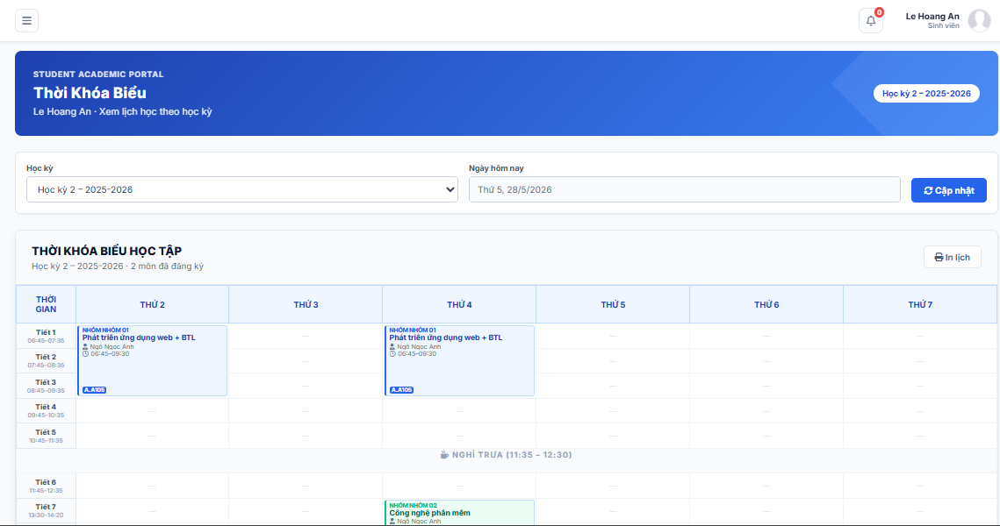 0
Le Hoang An
Sinh viên
STUDENT ACADEMIC PORTAL
Thời Khóa Biểu
Le Hoang An · Xem lịch học theo học kỳ
Học kỳ 2 – 2025-2026
Học kỳ
Ngày hôm nay
Học kỳ 2 – 2025-2026
Thứ 5, 28/5/2026
Cập nhật
THỜI KHÓA BIỂU HỌC TẬP
Học kỳ 2 – 2025-2026 · 2 môn đã đăng ký
In lịch
THỜI GIAN
THỨ 2
THỨ 3
THỨ 4
THỨ 5
THỨ 6
THỨ 7
Tiết 1
06:45–07:35
NHÓM NHÓM 01
Phát triển ứng dụng web + BTL
Ngô Ngọc Anh
06:45–09:30
A.A105
NHÓM NHÓM 01
Phát triển ứng dụng web + BTL
Ngô Ngọc Anh
06:45–09:30
A.A105
Tiết 2
07:45–08:35
Tiết 3
08:45–09:35
Tiết 4
09:45–10:35
Tiết 5
10:45–11:35
NGHỈ TRƯA (11:35 – 12:30)
Tiết 6
11:45–12:35
Tiết 7
13:30–14:20
NHÓM NHÓM 02
Công nghệ phần mềm
Ngô Ngọc Anh